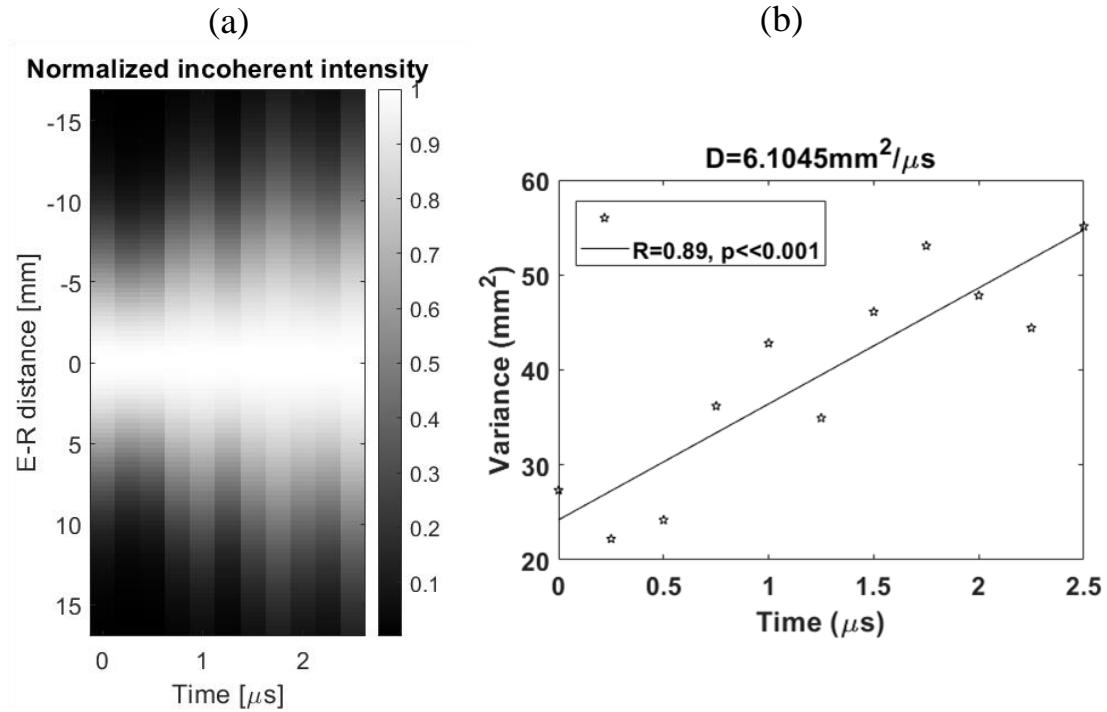 (a)
Normalized incoherent intensity
-15
-10
-5
0
5
10
15
E-R distance [mm]
0 1 2
Time [μs]
1
0.9
0.8
0.7
0.6
0.5
0.4
0.3
0.2
0.1
(b)
D=6.1045mm²/μs
R=0.89, p<<0.001
60
50
40
30
20
Variance (mm²)
0 0.5 1 1.5 2 2.5
Time (μs)